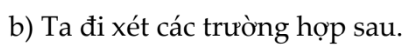 b) Ta đi xét các trường hợp sau.